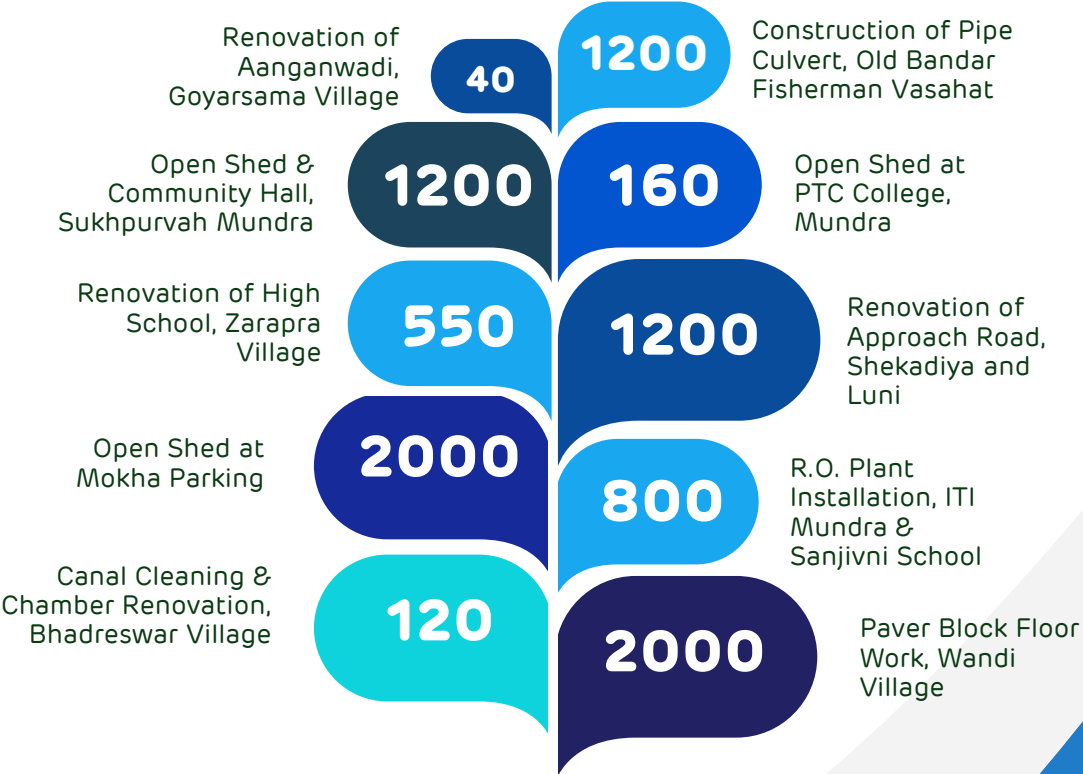 Renovation of
Aanganwadi,
Goyarsama Village
40
1200
Construction of Pipe
Culvert, Old Bandar
Fisherman Vasahat
Open Shed &
Community Hall,
Sukhpurvah Mundra
1200
160
Open Shed at
PTC College,
Mundra
Renovation of High
School, Zarapra
Village
550
1200
Renovation of
Approach Road,
Shekadiya and
Luni
Open Shed at
Mokha Parking
2000
800
R.O. Plant
Installation, ITI
Mundra &
Sanjivni School
Canal Cleaning &
Chamber Renovation,
Bhadreswar Village
120
2000
Paver Block Floor
Work, Wandi
Village